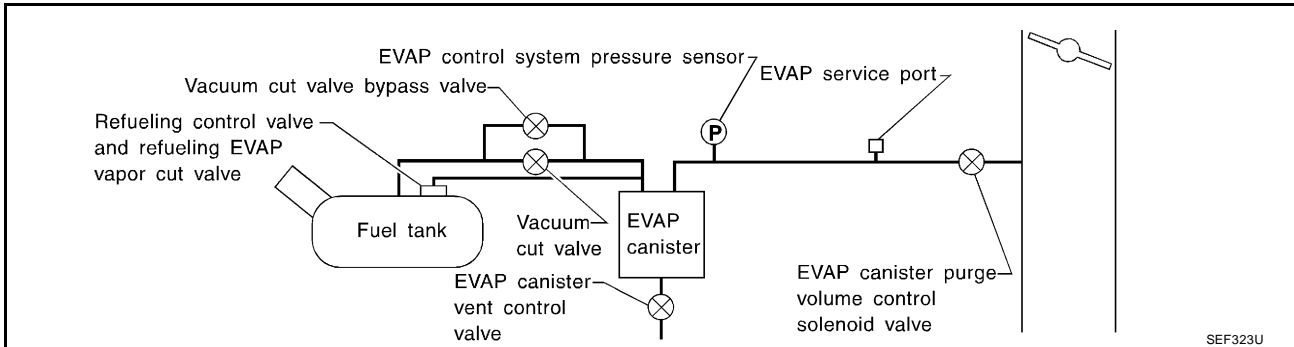 EVAP control system pressure sensor
EVAP service port
Vacuum cut valve bypass valve
Refueling control valve
and refueling EVAP
vapor cut valve
P
Fuel tank
Vacuum
cut valve
EVAP
canister
EVAP canister
vent control
valve
EVAP canister purge
volume control
solenoid valve
SEF323U